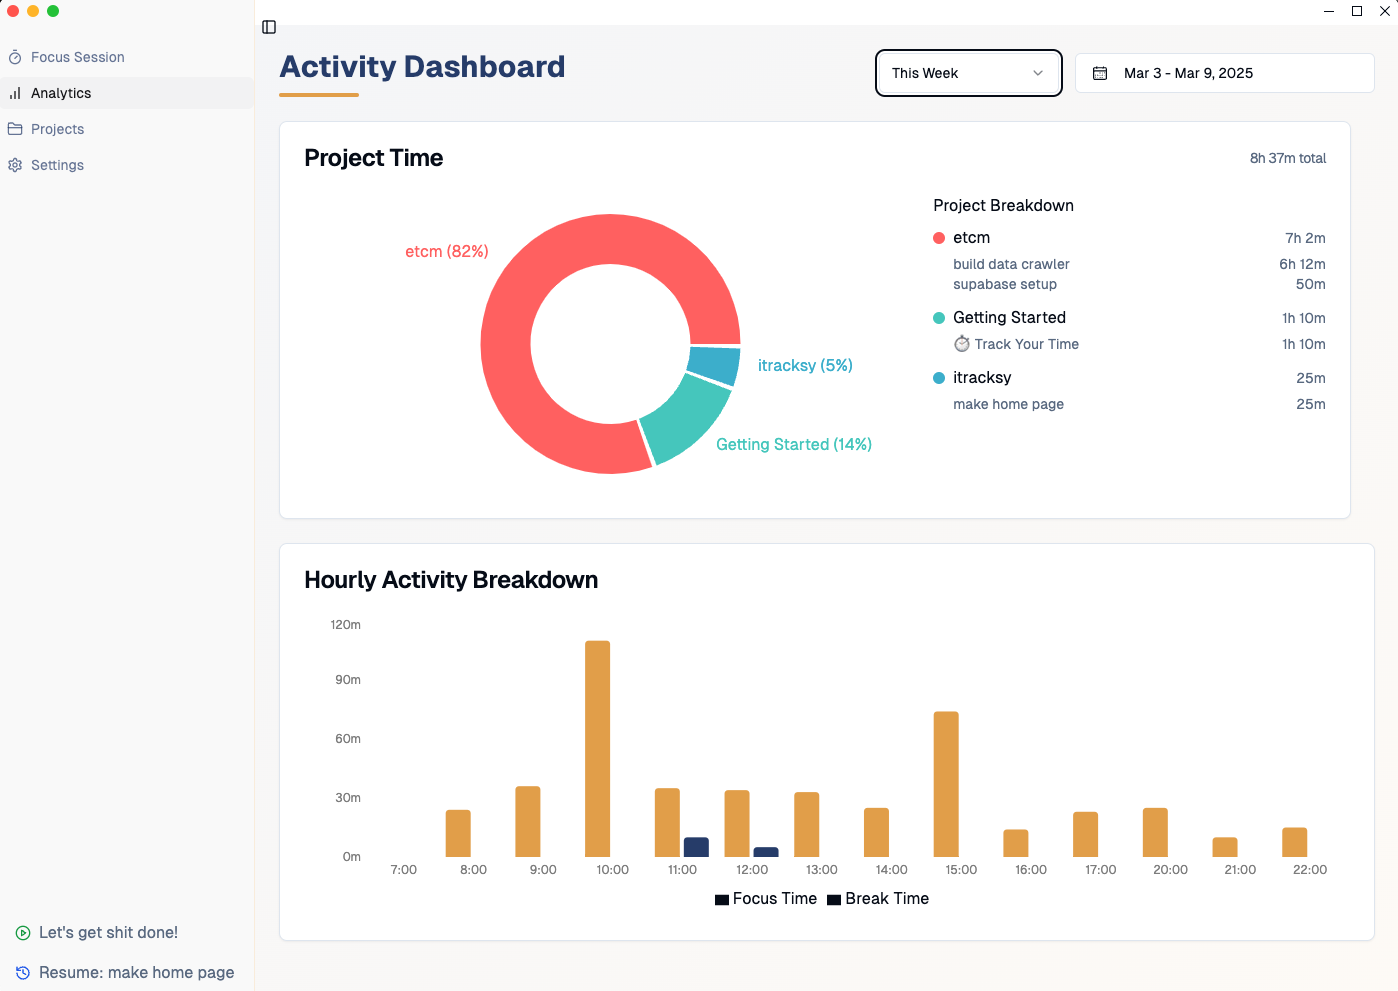 Focus Session
Analytics
Projects
Settings
Activity Dashboard
This Week
Mar 3 - Mar 9, 2025
Project Time
8h 37m total
etcm (82%)
itracksy (5%)
Getting Started (14%)
Project Breakdown
etcm 7h 2m
build data crawler 6h 12m
supabase setup 50m
Getting Started 1h 10m
⏱️ Track Your Time 1h 10m
itracksy 25m
make home page 25m
Hourly Activity Breakdown
120m
90m
60m
30m
0m
7:00 8:00 9:00 10:00 11:00 12:00 13:00 14:00 15:00 16:00 17:00 20:00 21:00 22:00
Focus Time Break Time
Let's get shit done!
Resume: make home page